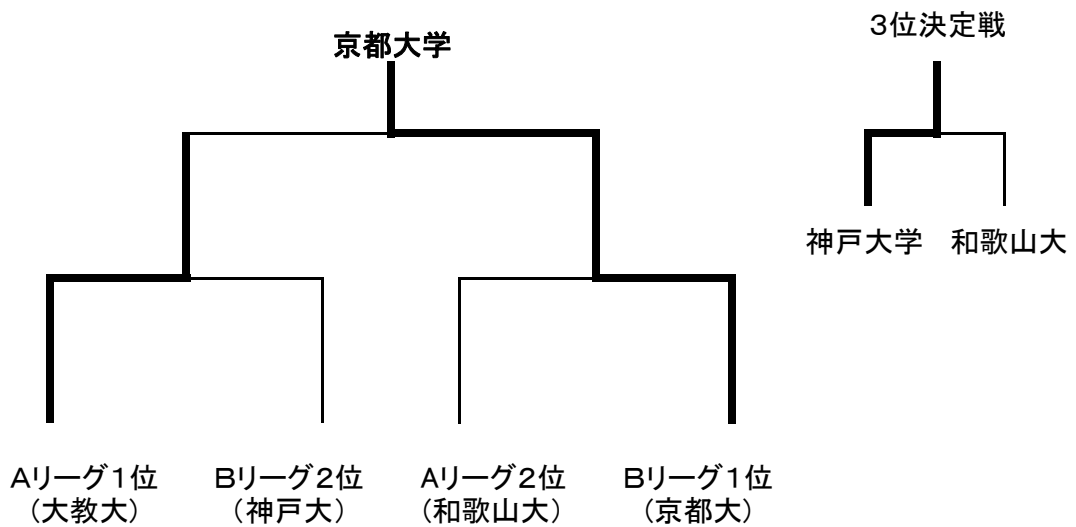 京都大学
3位決定戦
神戸大学 和歌山大
Aリーグ1位 Bリーグ2位 Aリーグ2位 Bリーグ1位
(大教大) (神戸大) (和歌山大) (京都大)